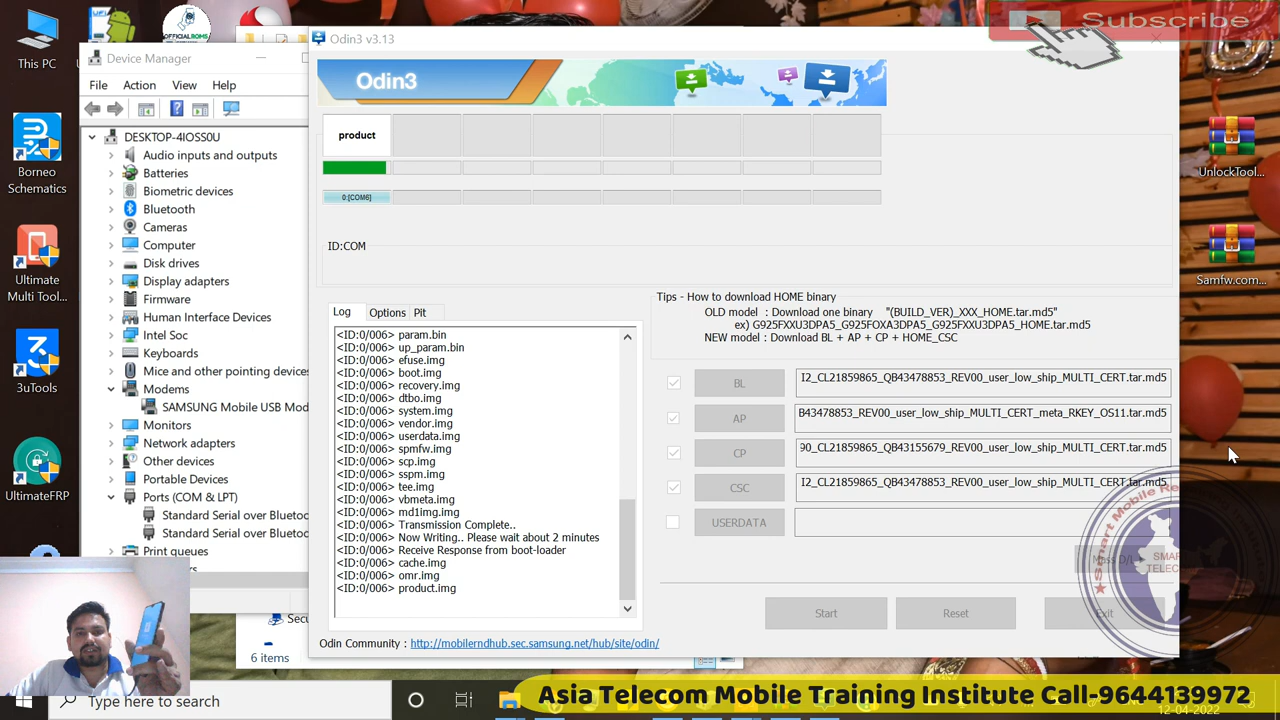 Subscribe
This PC
OFFICIALROMS
Device Manager
Odin3 v3.13
File
Action
View
Help
Odin3
DESKTOP-4IOSS0U
Audio inputs and outputs
Batteries
Biometric devices
Bluetooth
Cameras
Computer
Disk drives
Display adapters
Firmware
Human Interface Devices
Intel Soc
Keyboards
Mice and other pointing devices
Modems
SAMSUNG Mobile USB Mod
Monitors
Network adapters
Other devices
Portable Devices
Ports (COM & LPT)
Standard Serial over Bluetoo
Standard Serial over Bluetoo
Print queues
Borneo
Schematics
Ultimate
Multi Tool...
3uTools
UltimateFRP
product
0:[COM6]
ID:COM
Log
Options
Pit
<ID:0/006> param.bin
<ID:0/006> up_param.bin
<ID:0/006> efuse.img
<ID:0/006> boot.img
<ID:0/006> recovery.img
<ID:0/006> dtbo.img
<ID:0/006> system.img
<ID:0/006> vendor.img
<ID:0/006> userdata.img
<ID:0/006> spmfw.img
<ID:0/006> scp.img
<ID:0/006> sspm.img
<ID:0/006> tee.img
<ID:0/006> vbmeta.img
<ID:0/006> md1img.img
<ID:0/006> Transmission Complete..
<ID:0/006> Now Writing.. Please wait about 2 minutes
<ID:0/006> Receive Response from boot-loader
<ID:0/006> cache.img
<ID:0/006> omr.img
<ID:0/006> product.img
Tips - How to download HOME binary
OLD model : Download one binary "(BUILD_VER)_XXX_HOME.tar.md5"
ex) G925FXXU3DPA5_G925FOXA3DPA5_G925FXXU3DPA5_HOME.tar.md5
NEW model : Download BL + AP + CP + HOME_CSC
BL
I2_CL21859865_QB43478853_REV00_user_low_ship_MULTI_CERT.tar.md5
AP
B43478853_REV00_user_low_ship_MULTI_CERT_meta_RKEY_OS11.tar.md5
CP
90_CL21859865_QB43155679_REV00_user_low_ship_MULTI_CERT.tar.md5
CSC
I2_CL21859865_QB43478853_REV00_user_low_ship_MULTI_CERT.tar.md5
USERDATA
Mass D/L
Start
Reset
Exit
Odin Community : http://mobilerndhub.sec.samsung.net/hub/site/odin/
UnlockTool...
Samfw.com...
Secu
6 items
Type here to search
Asia Telecom Mobile Training Institute Call-9644139972
12-04-2022